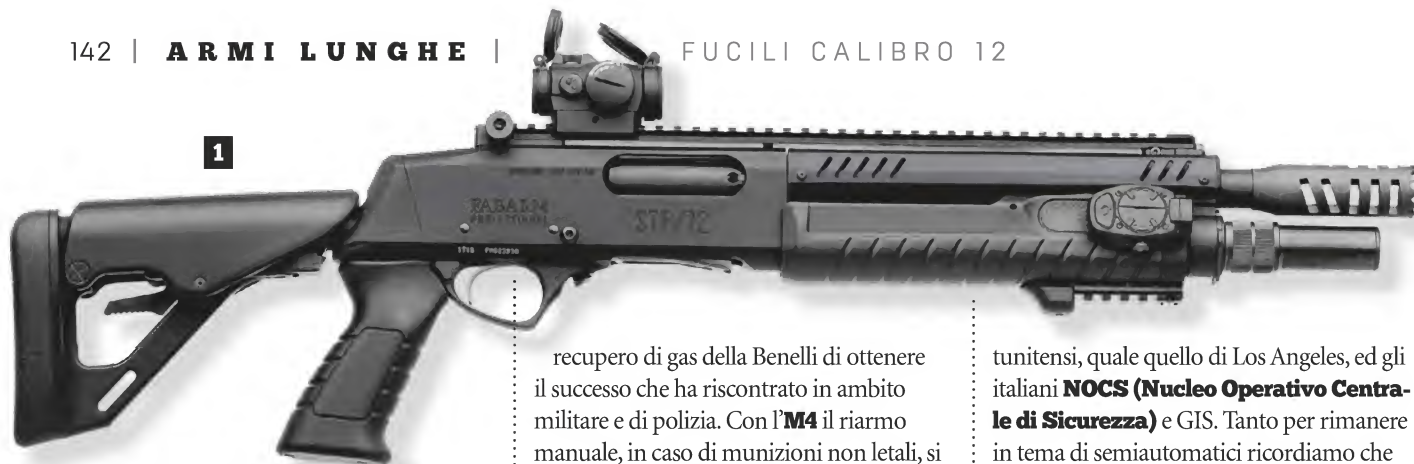 142 | ARMI LUNGHE | FUCILI CALIBRO 12
1
FABARM
PROFESSIONAL
STF/12
recupero di gas della Benelli di ottenere
il successo che ha riscontrato in ambito
militare e di polizia. Con l'M4 il riarmo
manuale, in caso di munizioni non letali, si
tunitensi, quale quello di Los Angeles, ed gli
italiani NOCS (Nucleo Operativo Centra-
le di Sicurezza) e GIS. Tanto per rimanere
in tema di semiautomatici ricordiamo che